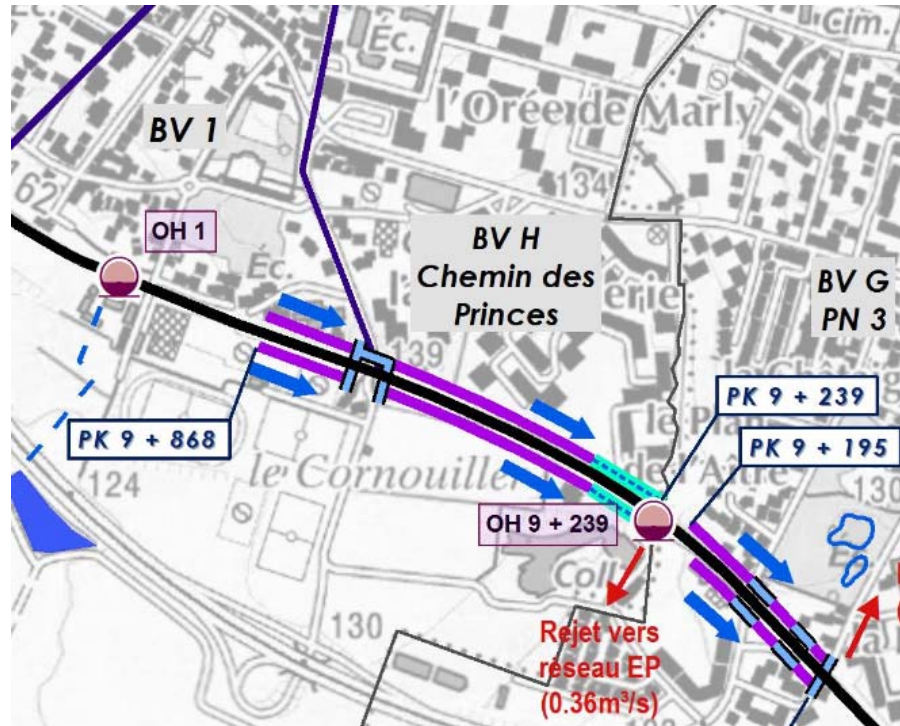 Éc.
Cim.
l'Orée de Marly
BV 1
134
62
OH 1
BV H
Chemin des
Princes
Éc.
erie
BV G
PN 3
139
PK 9 + 239
PK 9 + 868
PK 9 + 195
le Cornouiller
124
130
OH 9 + 239
Coll.
130
Rejet vers
réseau EP
(0.36m³/s)